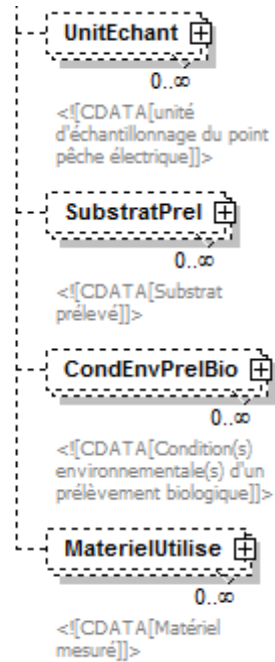 UnitEchant
0..∞
<![CDATA[unité
d'échantillonnage du point
pêche électrique]]>
SubstratPrel
0..∞
<![CDATA[Substrat
prélevé]]>
CondEnvPrelBio
0..∞
<![CDATA[Condition(s)
environnementale(s) d'un
prélèvement biologique]]>
MaterielUtilise
0..∞
<![CDATA[Matériel
mesuré]]>